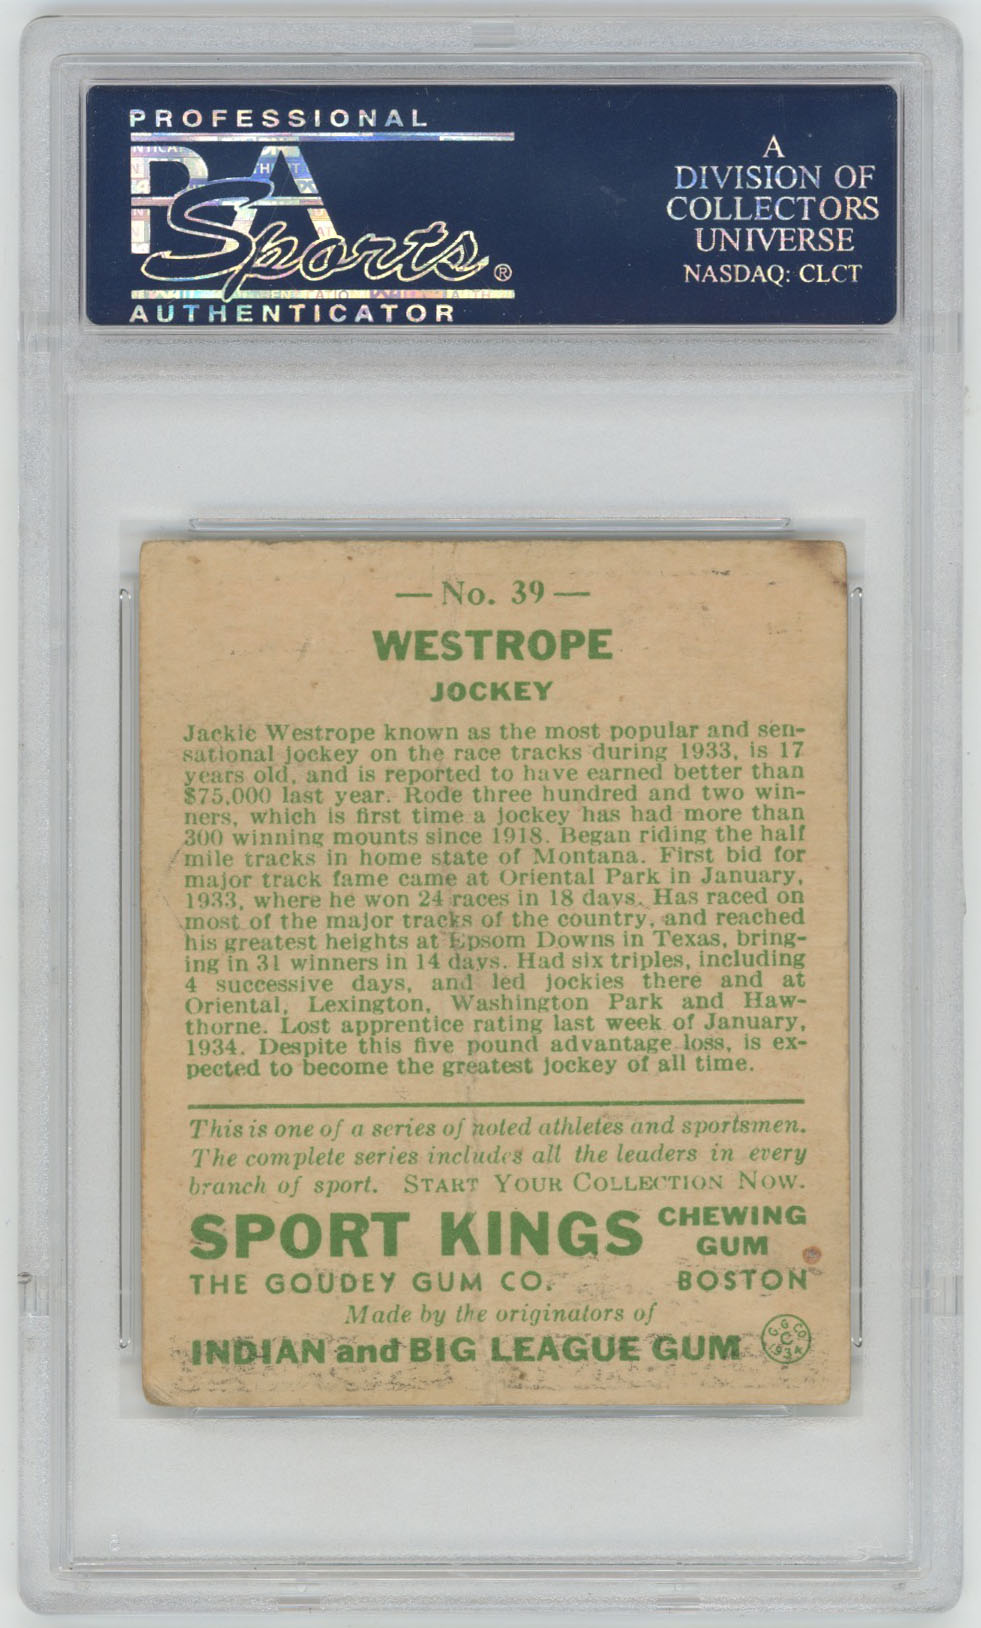 PROFESSIONAL
PSA
Sports®
AUTHENTICATOR
A
DIVISION OF
COLLECTORS
UNIVERSE
NASDAQ: CLCT
— No. 39 —
WESTROPE
JOCKEY
Jackie Westrope known as the most popular and sen-
sational jockey on the race tracks during 1933, is 17
years old, and is reported to have earned better than
$75,000 last year. Rode three hundred and two win-
ners, which is first time a jockey has had more than
300 winning mounts since 1918. Began riding the half
mile tracks in home state of Montana. First bid for
major track fame came at Oriental Park in January,
1933, where he won 24 races in 18 days. Has raced on
most of the major tracks of the country, and reached
his greatest heights at Epsom Downs in Texas, bring-
ing in 31 winners in 14 days. Had six triples, including
4 successive days, and led jockies there and at
Oriental, Lexington, Washington Park and Haw-
thorne. Lost apprentice rating last week of January,
1934. Despite this five pound advantage loss, is ex-
pected to become the greatest jockey of all time.
This is one of a series of noted athletes and sportsmen.
The complete series includes all the leaders in every
branch of sport. START YOUR COLLECTION NOW.
SPORT KINGS CHEWING GUM
THE GOUDEY GUM CO. BOSTON
Made by the originators of
INDIAN and BIG LEAGUE GUM
G.G.CO.
C
1934